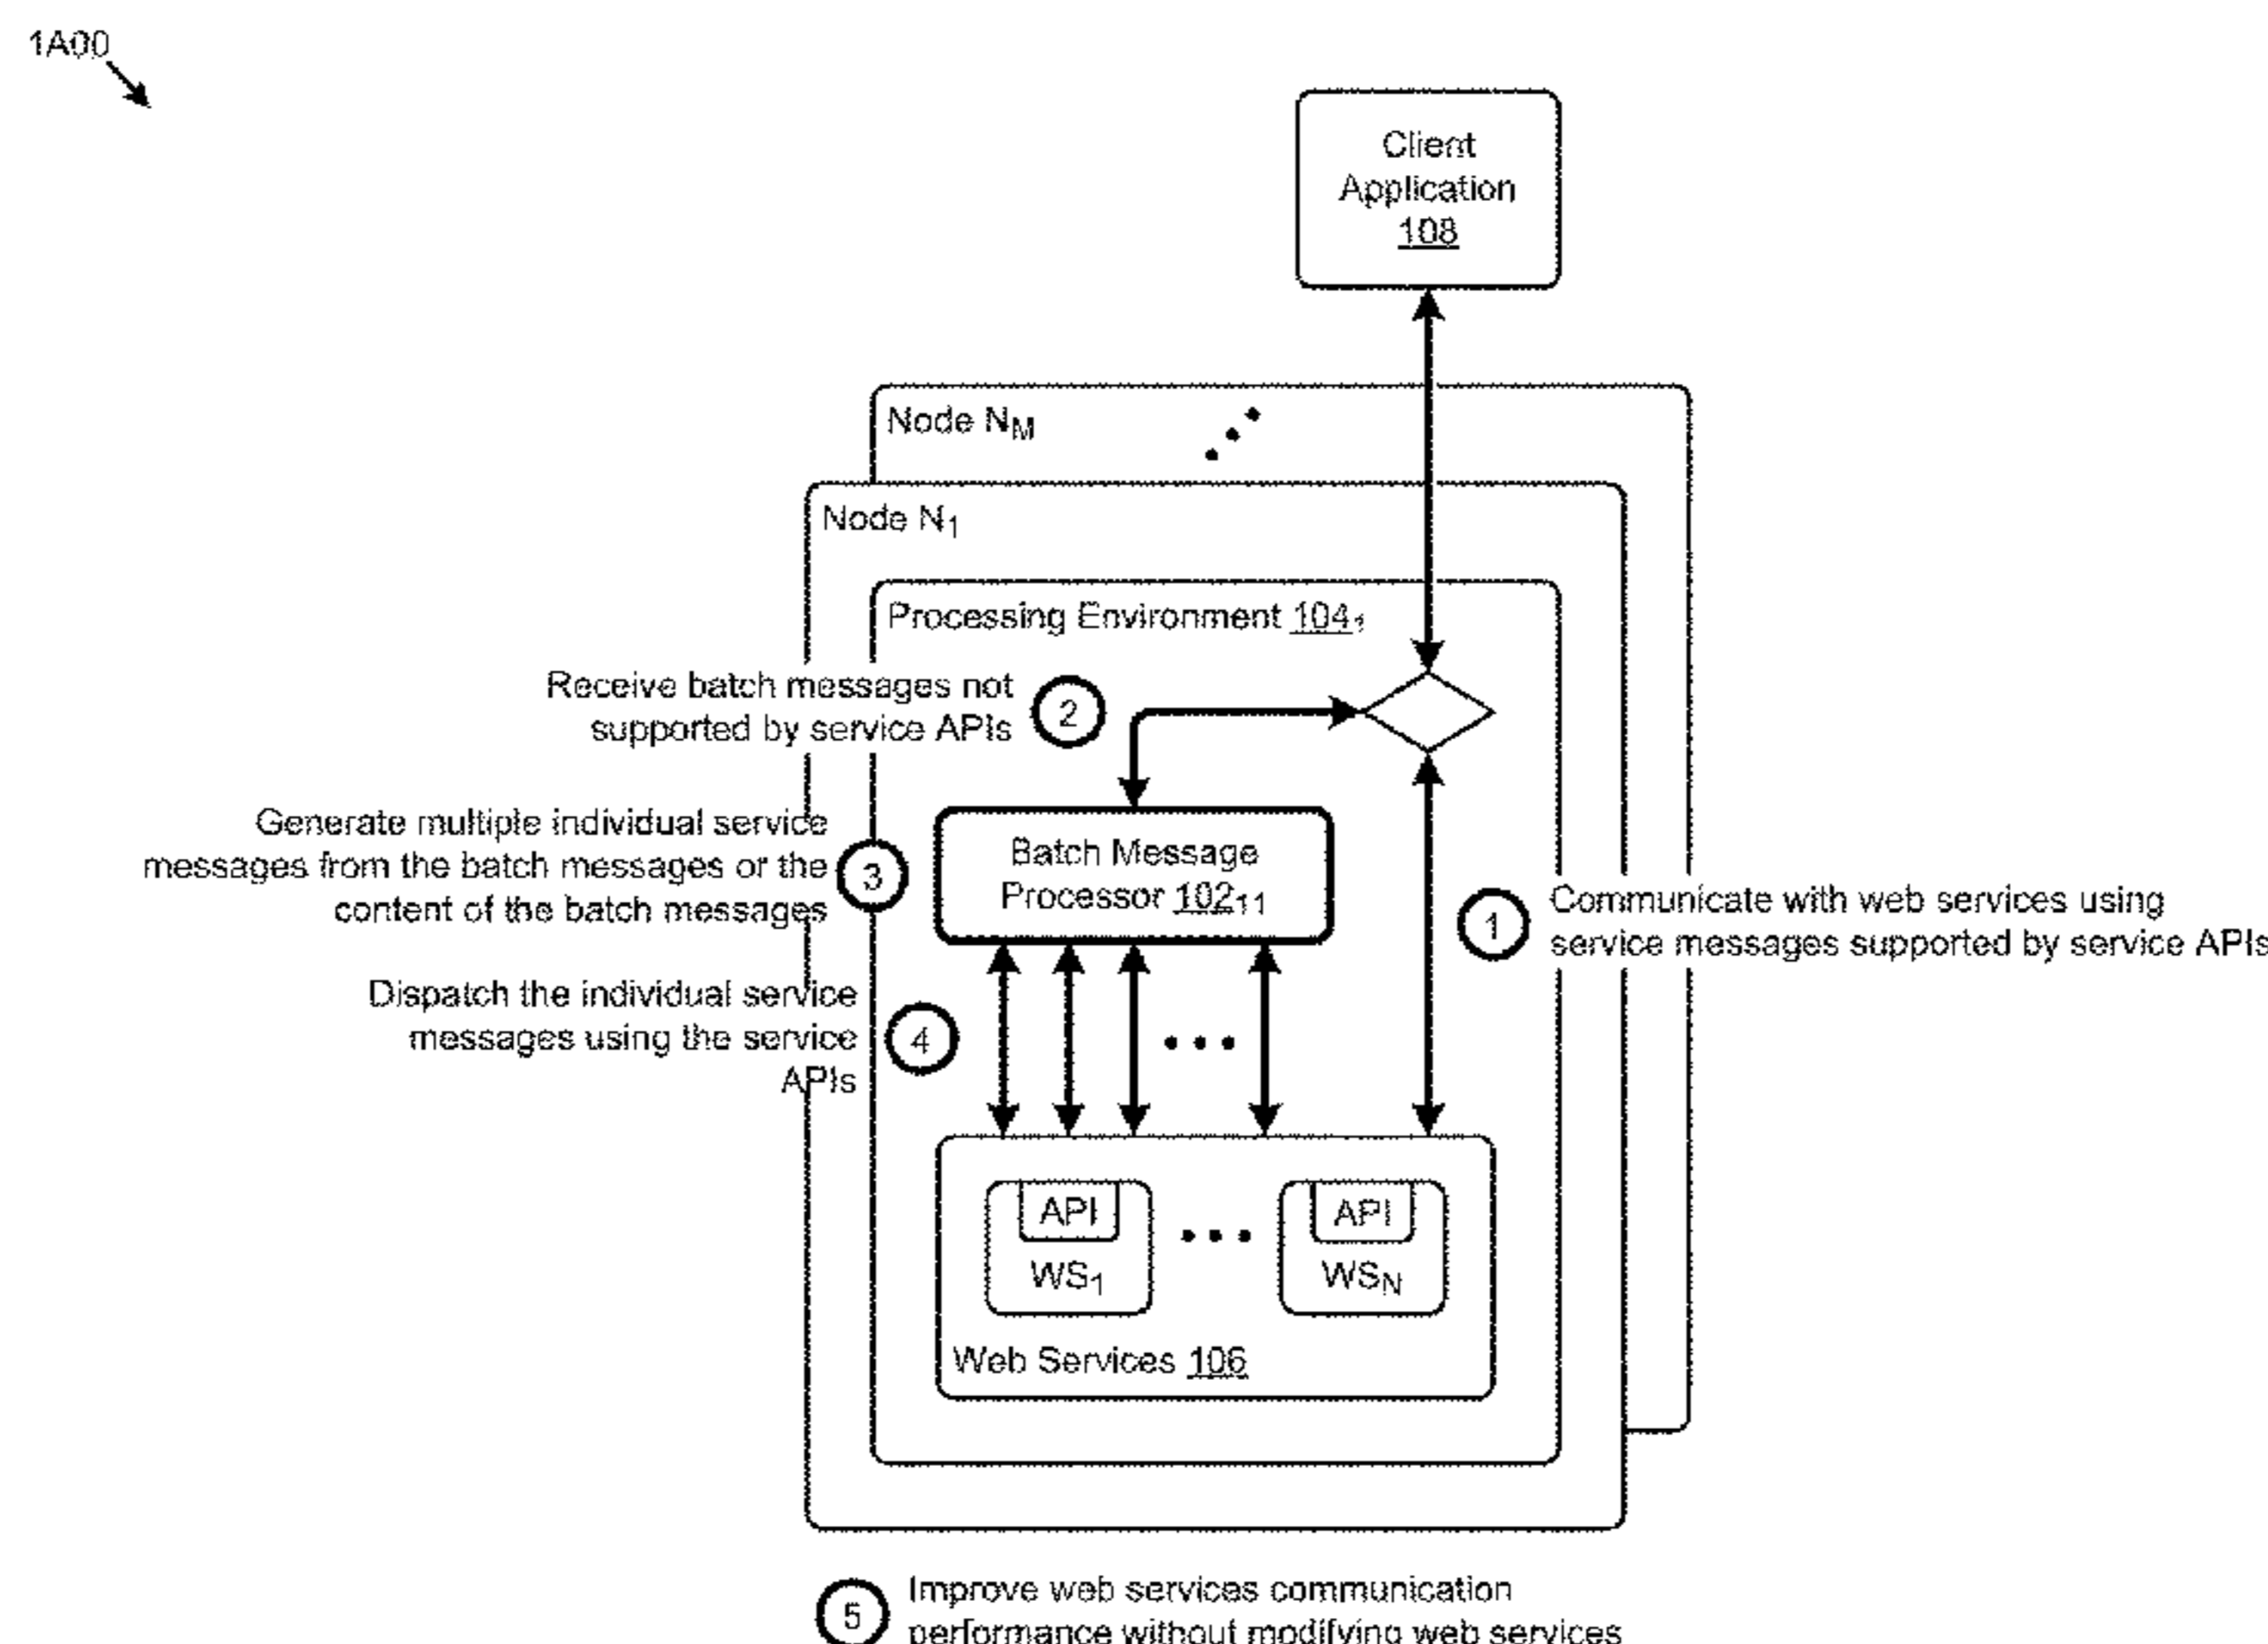 1A00
Client
Application
108
Node NM
Node N1
Processing Environment 1041
Receive batch messages not
supported by service APIs
2
Generate multiple individual service
messages from the batch messages or the
content of the batch messages
3
Batch Message
Processor 10211
1
Communicate with web services using
service messages supported by service APIs
Dispatch the individual service
messages using the service
APIs
4
API
WS1
API
WSN
Web Services 106
5
Improve web services communication
performance without modifying web services